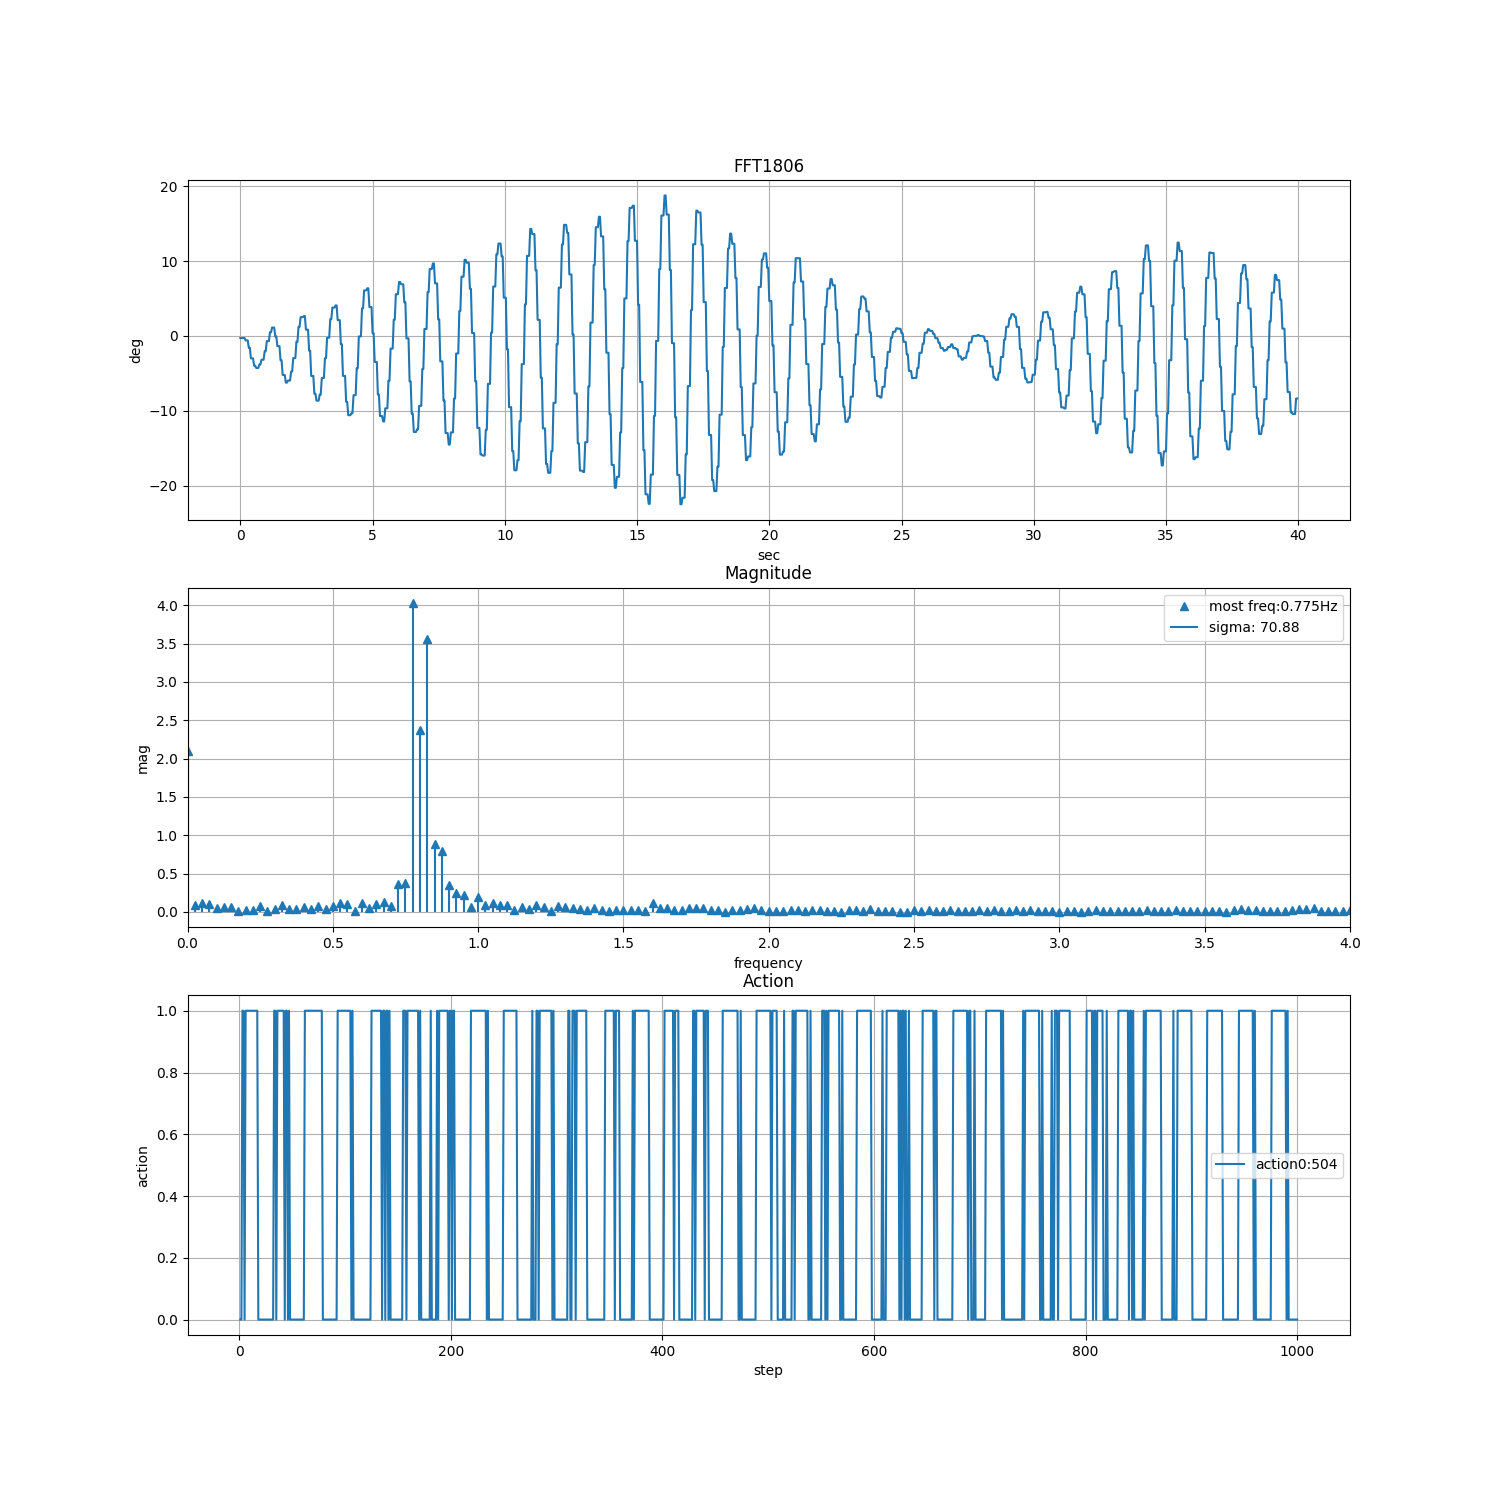 FFT1806
20
10
0
−10
−20
deg
0 5 10 15 20 25 30 35 40
sec
Magnitude
4.0
3.5
3.0
2.5
2.0
1.5
1.0
0.5
0.0
mag
most freq:0.775Hz
sigma: 70.88
0.0 0.5 1.0 1.5 2.0 2.5 3.0 3.5 4.0
frequency
Action
1.0
0.8
0.6
0.4
0.2
0.0
action
action0:504
0 200 400 600 800 1000
step